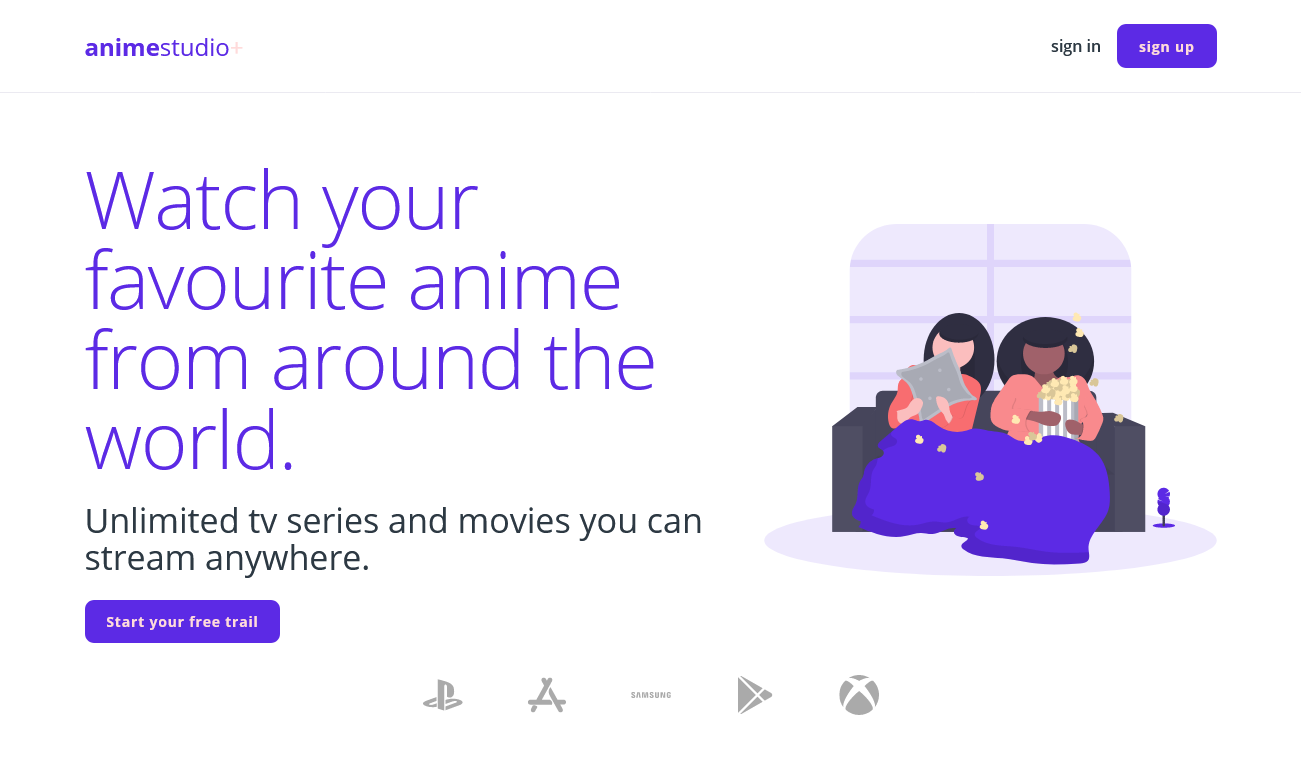 animestudio+
sign in
sign up
Watch your
favourite anime
from around the
world.
Unlimited tv series and movies you can
stream anywhere.
Start your free trail
SAMSUNG